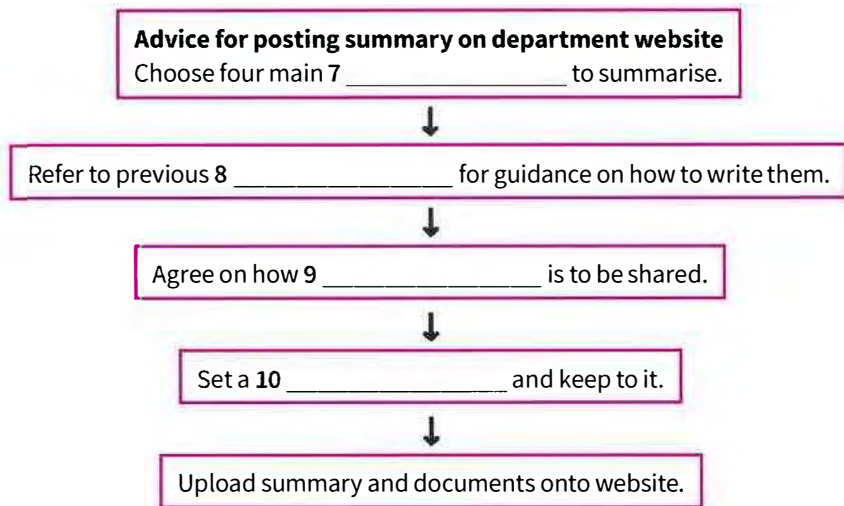 Advice for posting summary on department website
Choose four main 7 ________________ to summarise.
Refer to previous 8 ________________ for guidance on how to write them.
Agree on how 9 ________________ is to be shared.
Set a 10 ________________ and keep to it.
Upload summary and documents onto website.